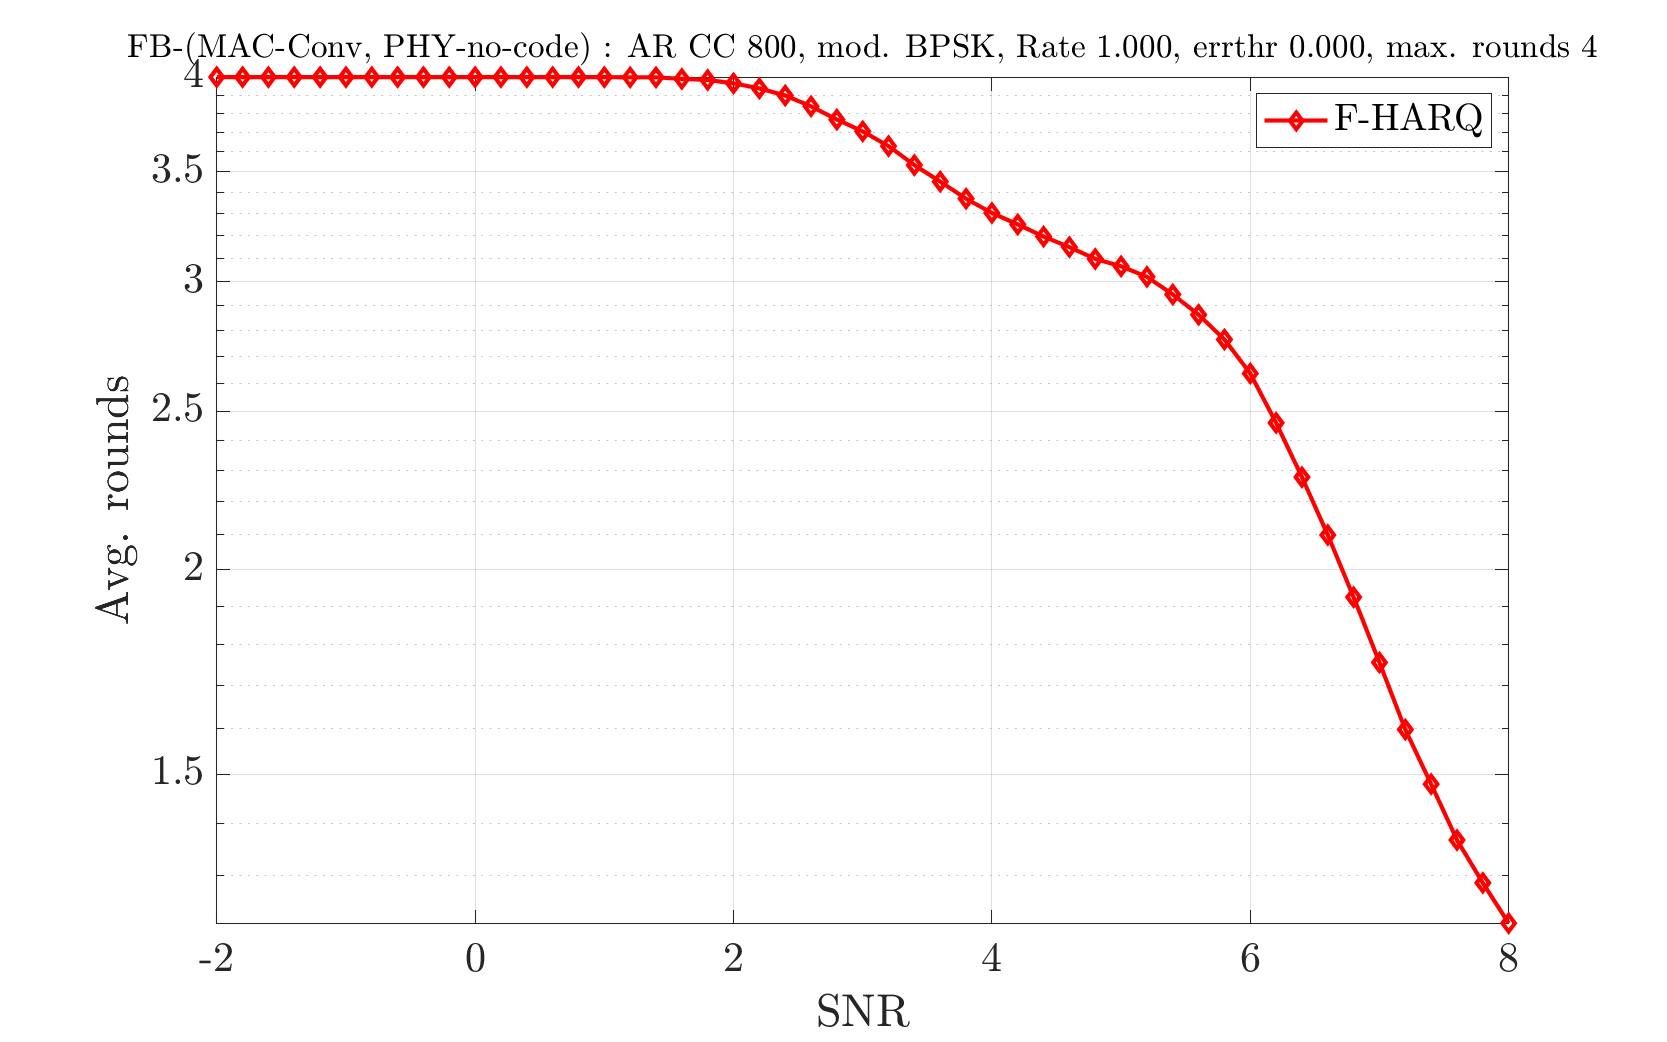 FB-(MAC-Conv, PHY-no-code) : AR CC 800, mod. BPSK, Rate 1.000, errthr 0.000, max. rounds 4
F-HARQ
4
3.5
3
2.5
2
1.5
Avg. rounds
-2 0 2 4 6 8
SNR